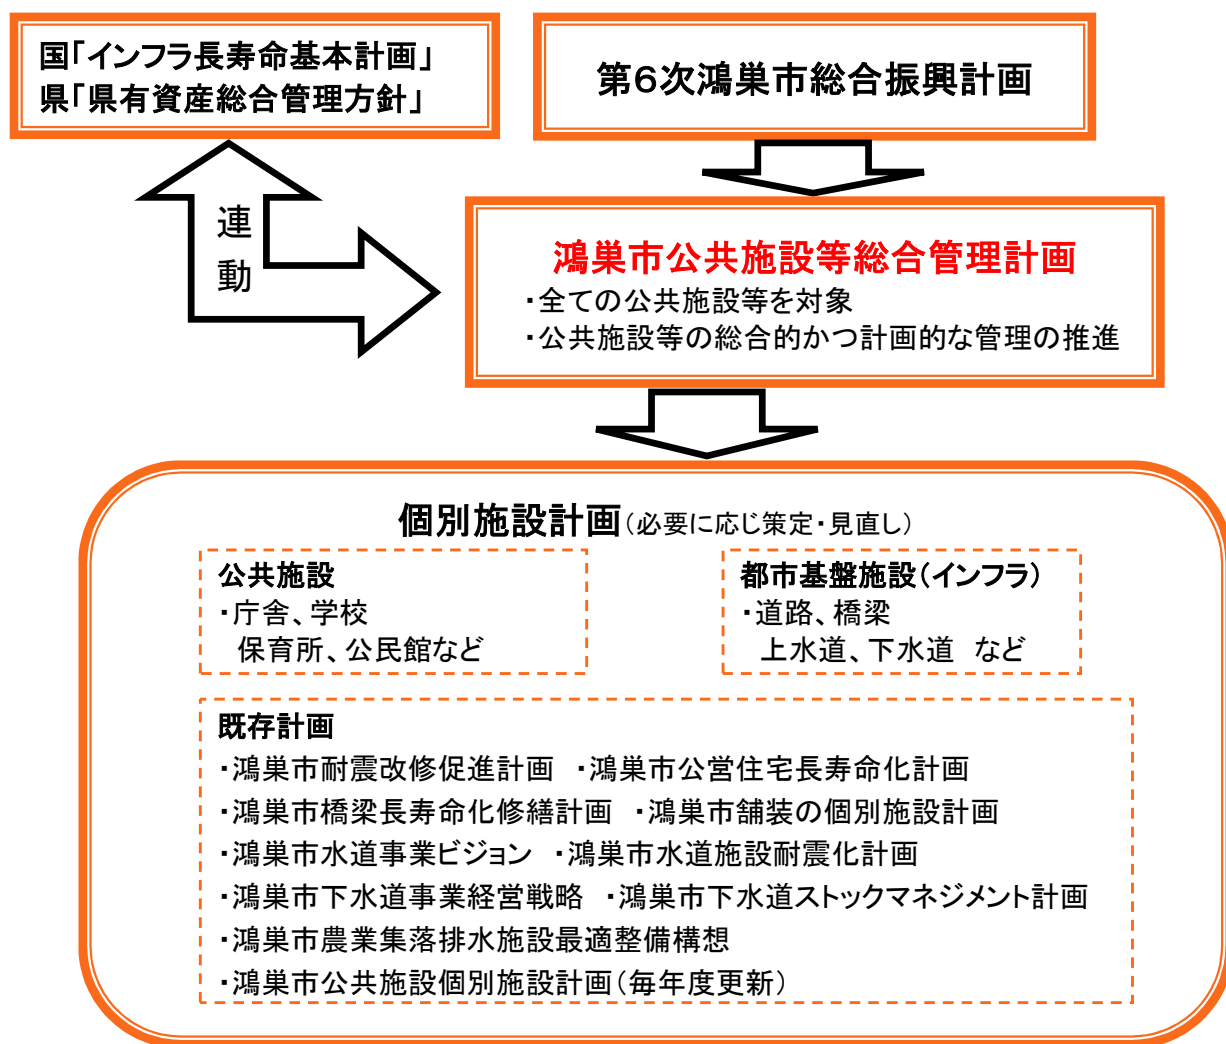 国「インフラ長寿命基本計画」
県「県有資産総合管理方針」
第6次鴻巣市総合振興計画
連動
鴻巣市公共施設等総合管理計画
・全ての公共施設等を対象
・公共施設等の総合的かつ計画的な管理の推進
個別施設計画(必要に応じ策定・見直し)
公共施設
・庁舎、学校
保育所、公民館など
都市基盤施設(インフラ)
・道路、橋梁
上水道、下水道 など
既存計画
・鴻巣市耐震改修促進計画 ・鴻巣市公営住宅長寿命化計画
・鴻巣市橋梁長寿命化修繕計画 ・鴻巣市舗装の個別施設計画
・鴻巣市水道事業ビジョン ・鴻巣市水道施設耐震化計画
・鴻巣市下水道事業経営戦略 ・鴻巣市下水道ストックマネジメント計画
・鴻巣市農業集落排水施設最適整備構想
・鴻巣市公共施設個別施設計画(毎年度更新)